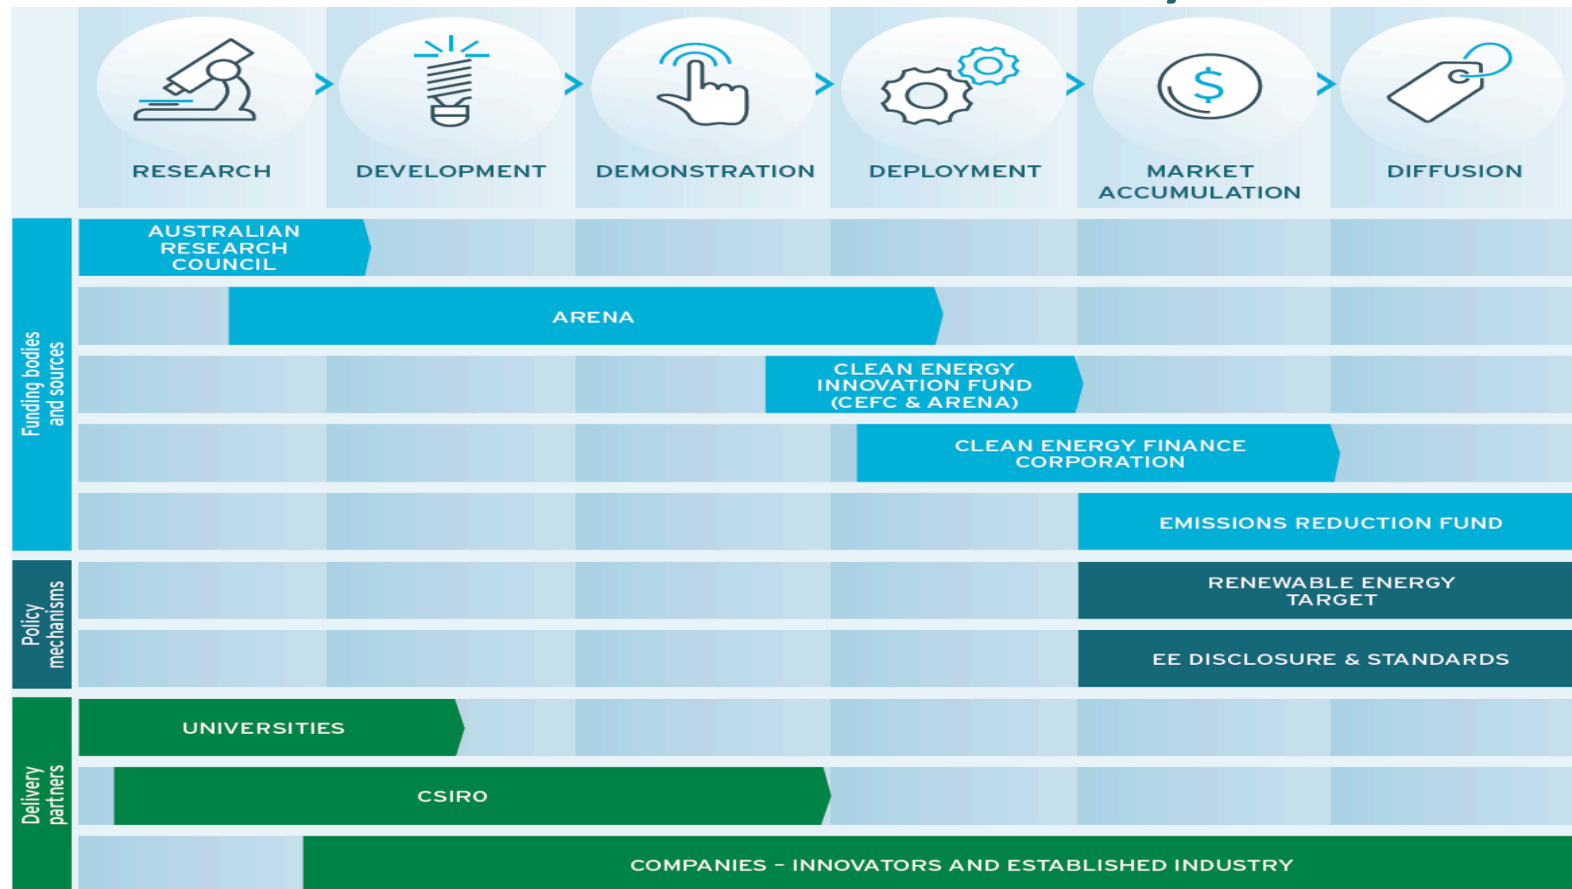 RESEARCH
DEVELOPMENT
DEMONSTRATION
DEPLOYMENT
MARKET
ACCUMULATION
DIFFUSION
Funding bodies
and sources
AUSTRALIAN
RESEARCH
COUNCIL
ARENA
CLEAN ENERGY
INNOVATION FUND
(CEFC & ARENA)
CLEAN ENERGY FINANCE
CORPORATION
EMISSIONS REDUCTION FUND
Policy
mechanisms
RENEWABLE ENERGY
TARGET
EE DISCLOSURE & STANDARDS
Delivery
partners
UNIVERSITIES
CSIRO
COMPANIES – INNOVATORS AND ESTABLISHED INDUSTRY